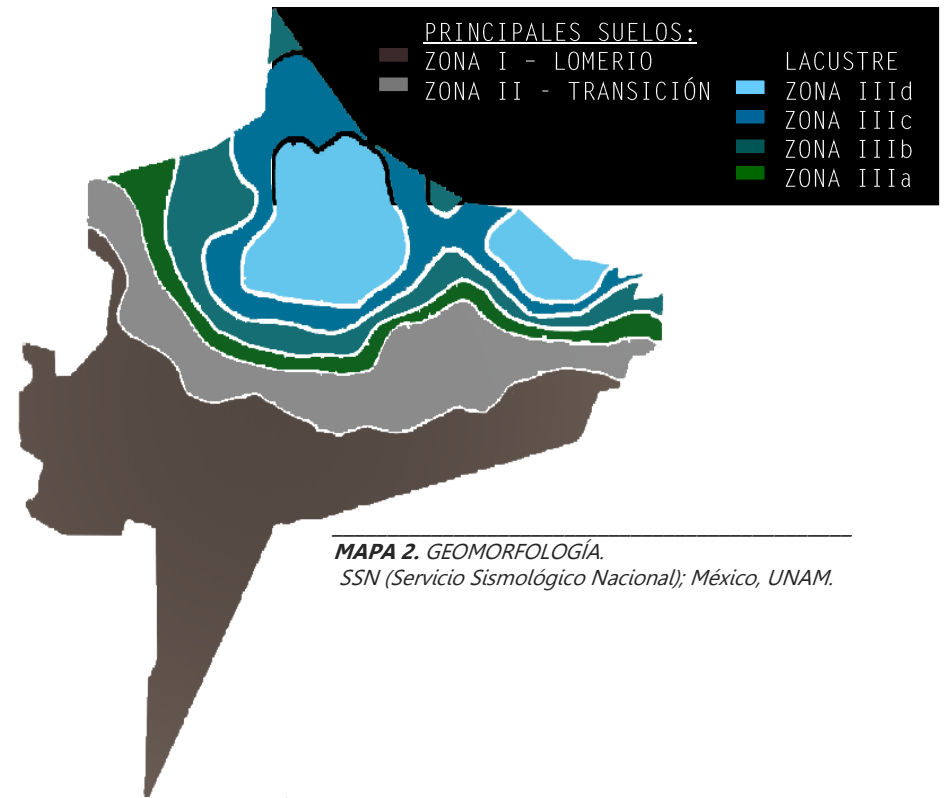 PRINCIPALES SUELOS:
ZONA I - LOMERIO
ZONA II - TRANSICIÓN
LACUSTRE
ZONA IIId
ZONA IIIc
ZONA IIIb
ZONA IIIa
MAPA 2. GEOMORFOLOGÍA.
SSN (Servicio Sismológico Nacional); México, UNAM.